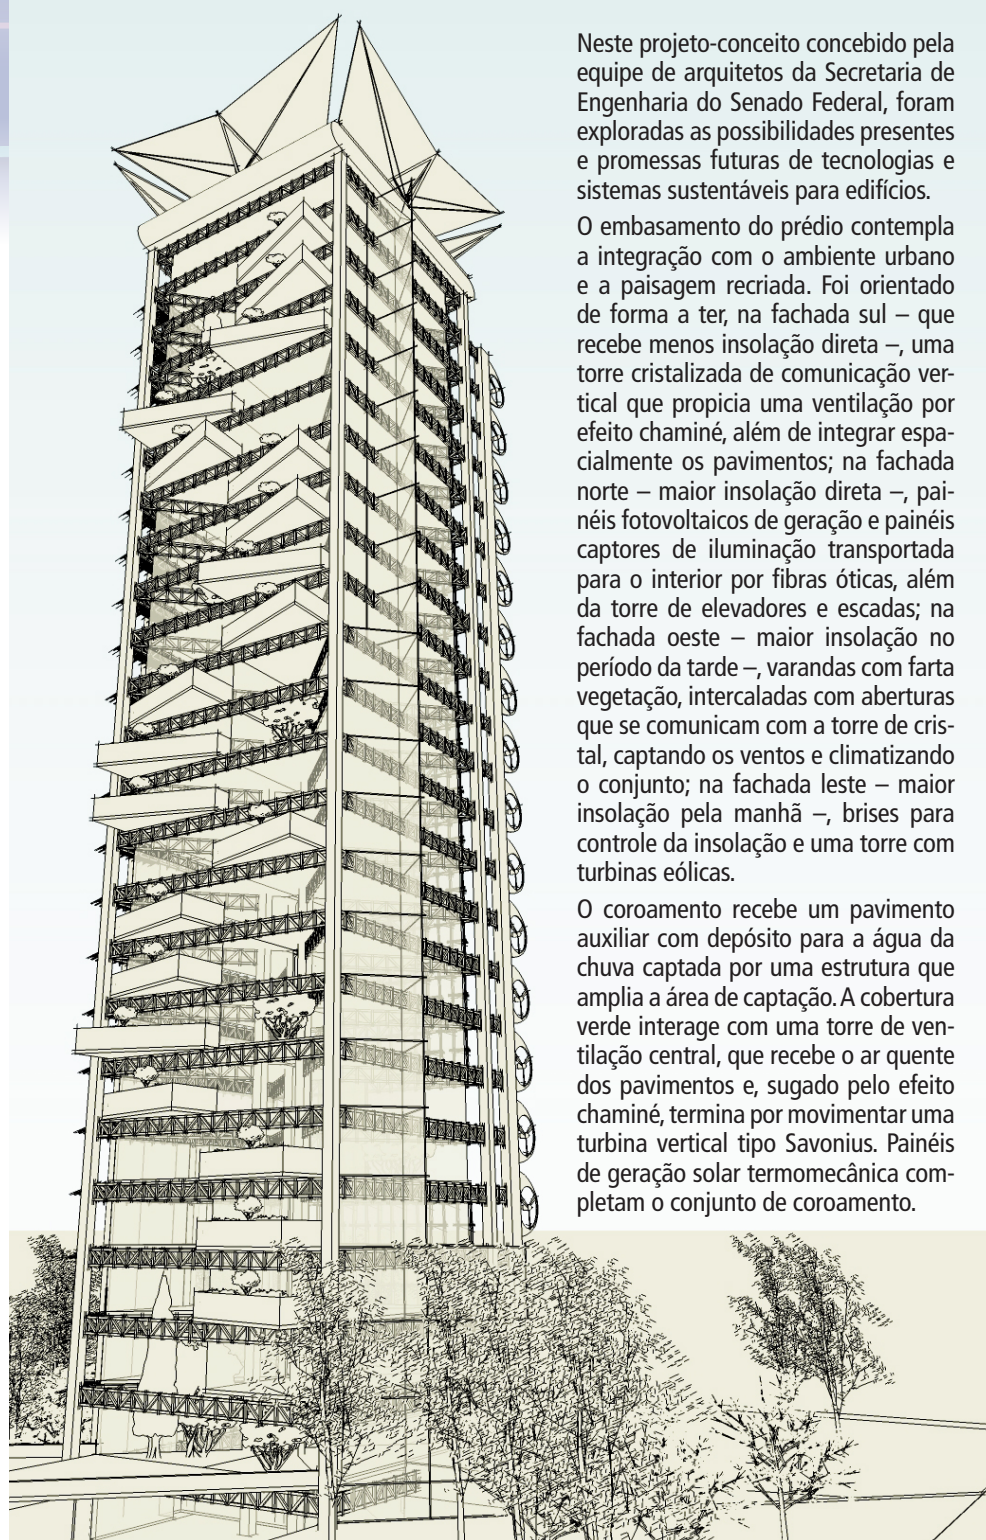 Neste projeto-conceito concebido pela
equipe de arquitetos da Secretaria de
Engenharia do Senado Federal, foram
exploradas as possibilidades presentes
e promessas futuras de tecnologias e
sistemas sustentáveis para edifícios.
O embasamento do prédio contempla
a integração com o ambiente urbano
e a paisagem recriada. Foi orientado
de forma a ter, na fachada sul – que
recebe menos insolação direta –, uma
torre cristalizada de comunicação ver-
tical que propicia uma ventilação por
efeito chaminé, além de integrar espa-
cialmente os pavimentos; na fachada
norte – maior insolação direta –, pai-
néis fotovoltaicos de geração e painéis
captores de iluminação transportada
para o interior por fibras óticas, além
da torre de elevadores e escadas; na
fachada oeste – maior insolação no
período da tarde –, varandas com farta
vegetação, intercaladas com aberturas
que se comunicam com a torre de cris-
tal, captando os ventos e climatizando
o conjunto; na fachada leste – maior
insolação pela manhã –, brises para
controle da insolação e uma torre com
turbinas eólicas.
O coroamento recebe um pavimento
auxiliar com depósito para a água da
chuva captada por uma estrutura que
amplia a área de captação. A cobertura
verde interage com uma torre de ven-
tilação central, que recebe o ar quente
dos pavimentos e, sugado pelo efeito
chaminé, termina por movimentar uma
turbina vertical tipo Savonius. Painéis
de geração solar termomecânica com-
pletam o conjunto de coroamento.